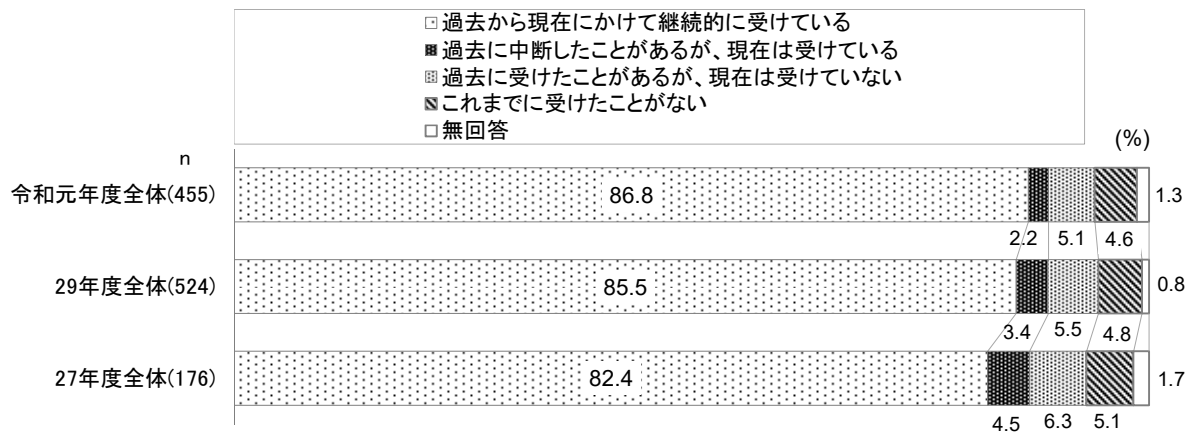 過去から現在にかけて継続的に受けている
過去に中断したことがあるが、現在は受けている
過去に受けたことがあるが、現在は受けていない
これまでに受けたことがない
無回答
(%)
n
令和元年度全体(455)
86.8
1.3
2.2 5.1 4.6
29年度全体(524)
85.5
0.8
3.4 5.5 4.8
27年度全体(176)
82.4
1.7
4.5 6.3 5.1